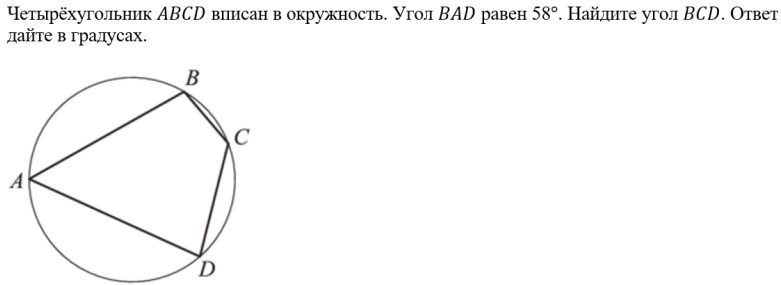 Четырёхугольник ABCD вписан в окружность. Угол BAD равен 58°. Найдите угол BCD. Ответ
дайте в градусах.
B
C
A
D